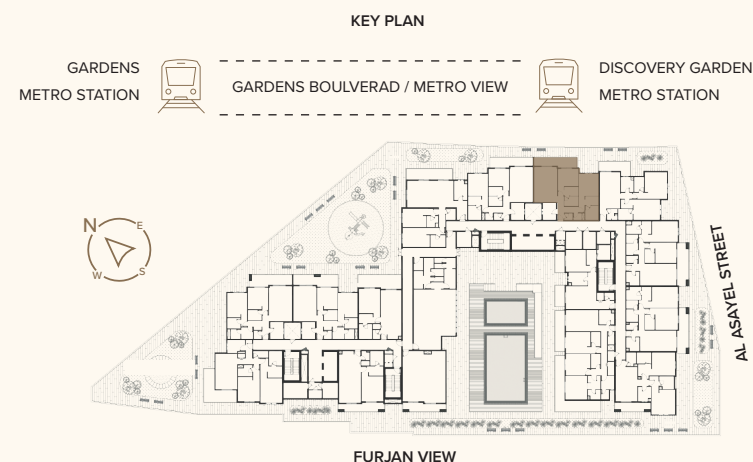 KEY PLAN
GARDENS
METRO STATION
GARDENS BOULVERAD / METRO VIEW
DISCOVERY GARDEN
METRO STATION
N
E
W
S
AL ASAYEL STREET
FURJAN VIEW